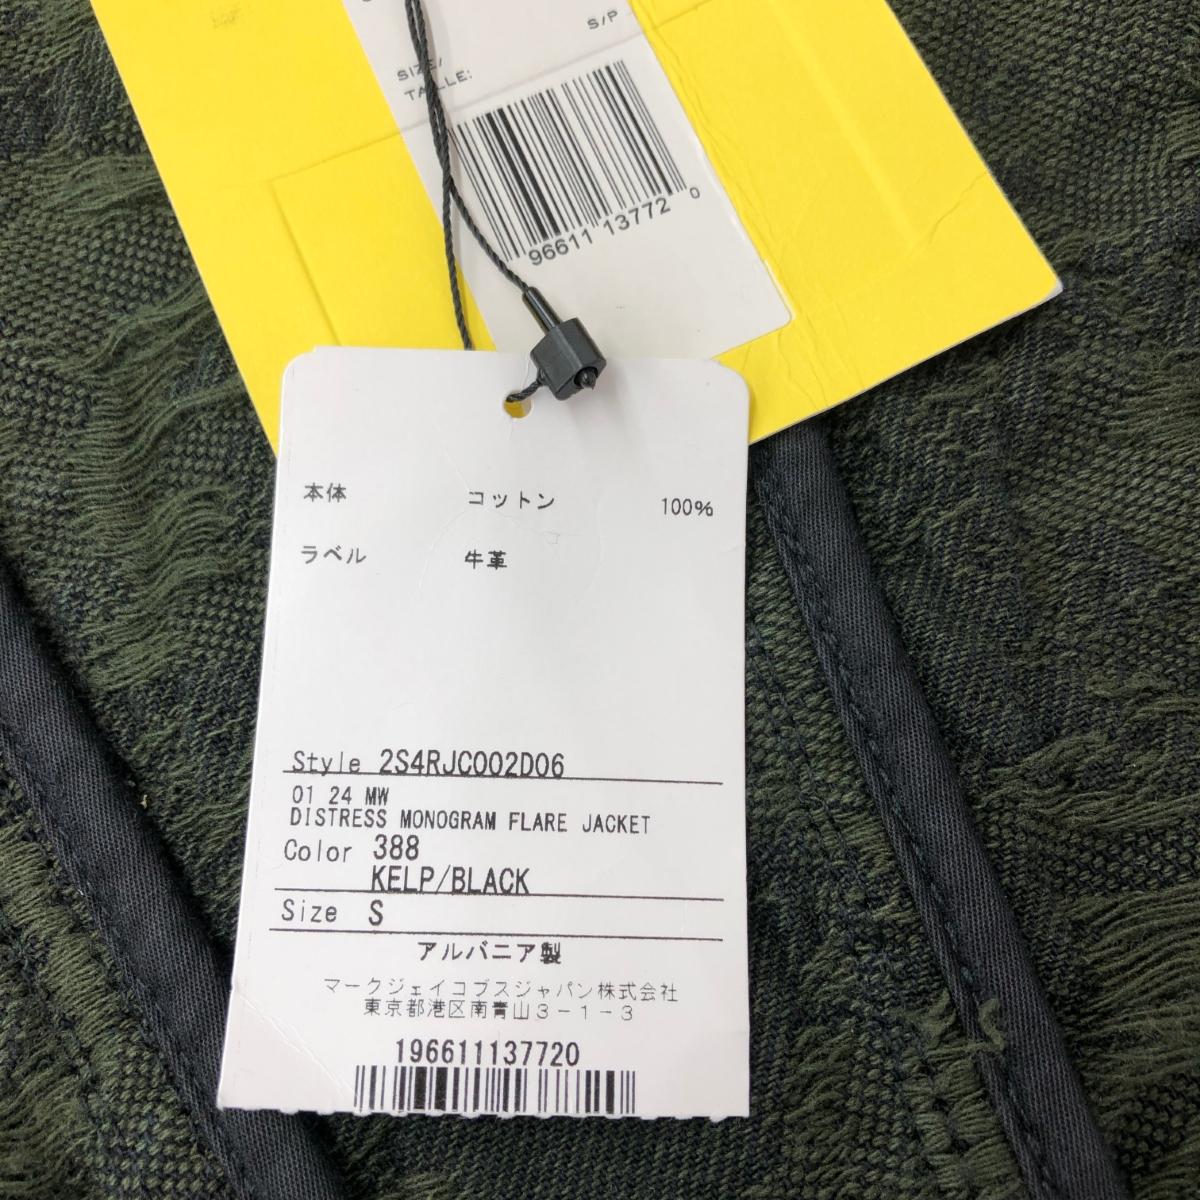 S/P
SIZE/
TAILLE:
96611 13772 0
本体 コットン 100%
ラベル 牛革
Style 2S4RJC002D06
01 24 MW
DISTRESS MONOGRAM FLARE JACKET
Color 388
KELP/BLACK
Size S
アルバニア製
マークジェイコブスジャパン株式会社
東京都港区南青山3-1-3
196611137720